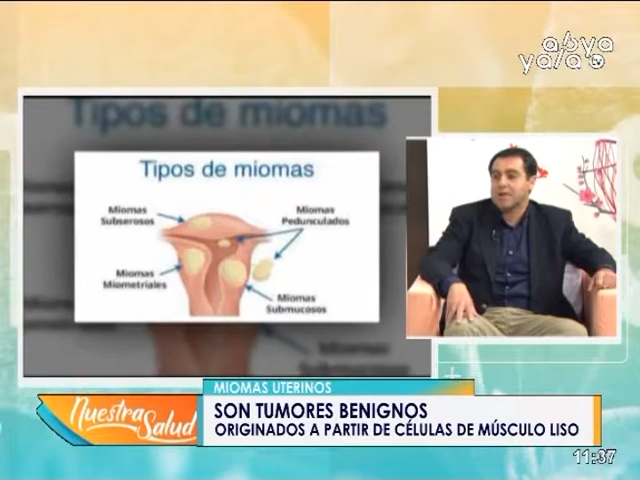 abya
yala tv
Tipos de miomas
Tipos de miomas
Miomas
Subserosos
Miomas
Pedunculados
Miomas
Miometriales
Miomas
Submucosos
MIOMAS UTERINOS
Nuestra Salud
SON TUMORES BENIGNOS
ORIGINADOS A PARTIR DE CÉLULAS DE MÚSCULO LISO
11:37